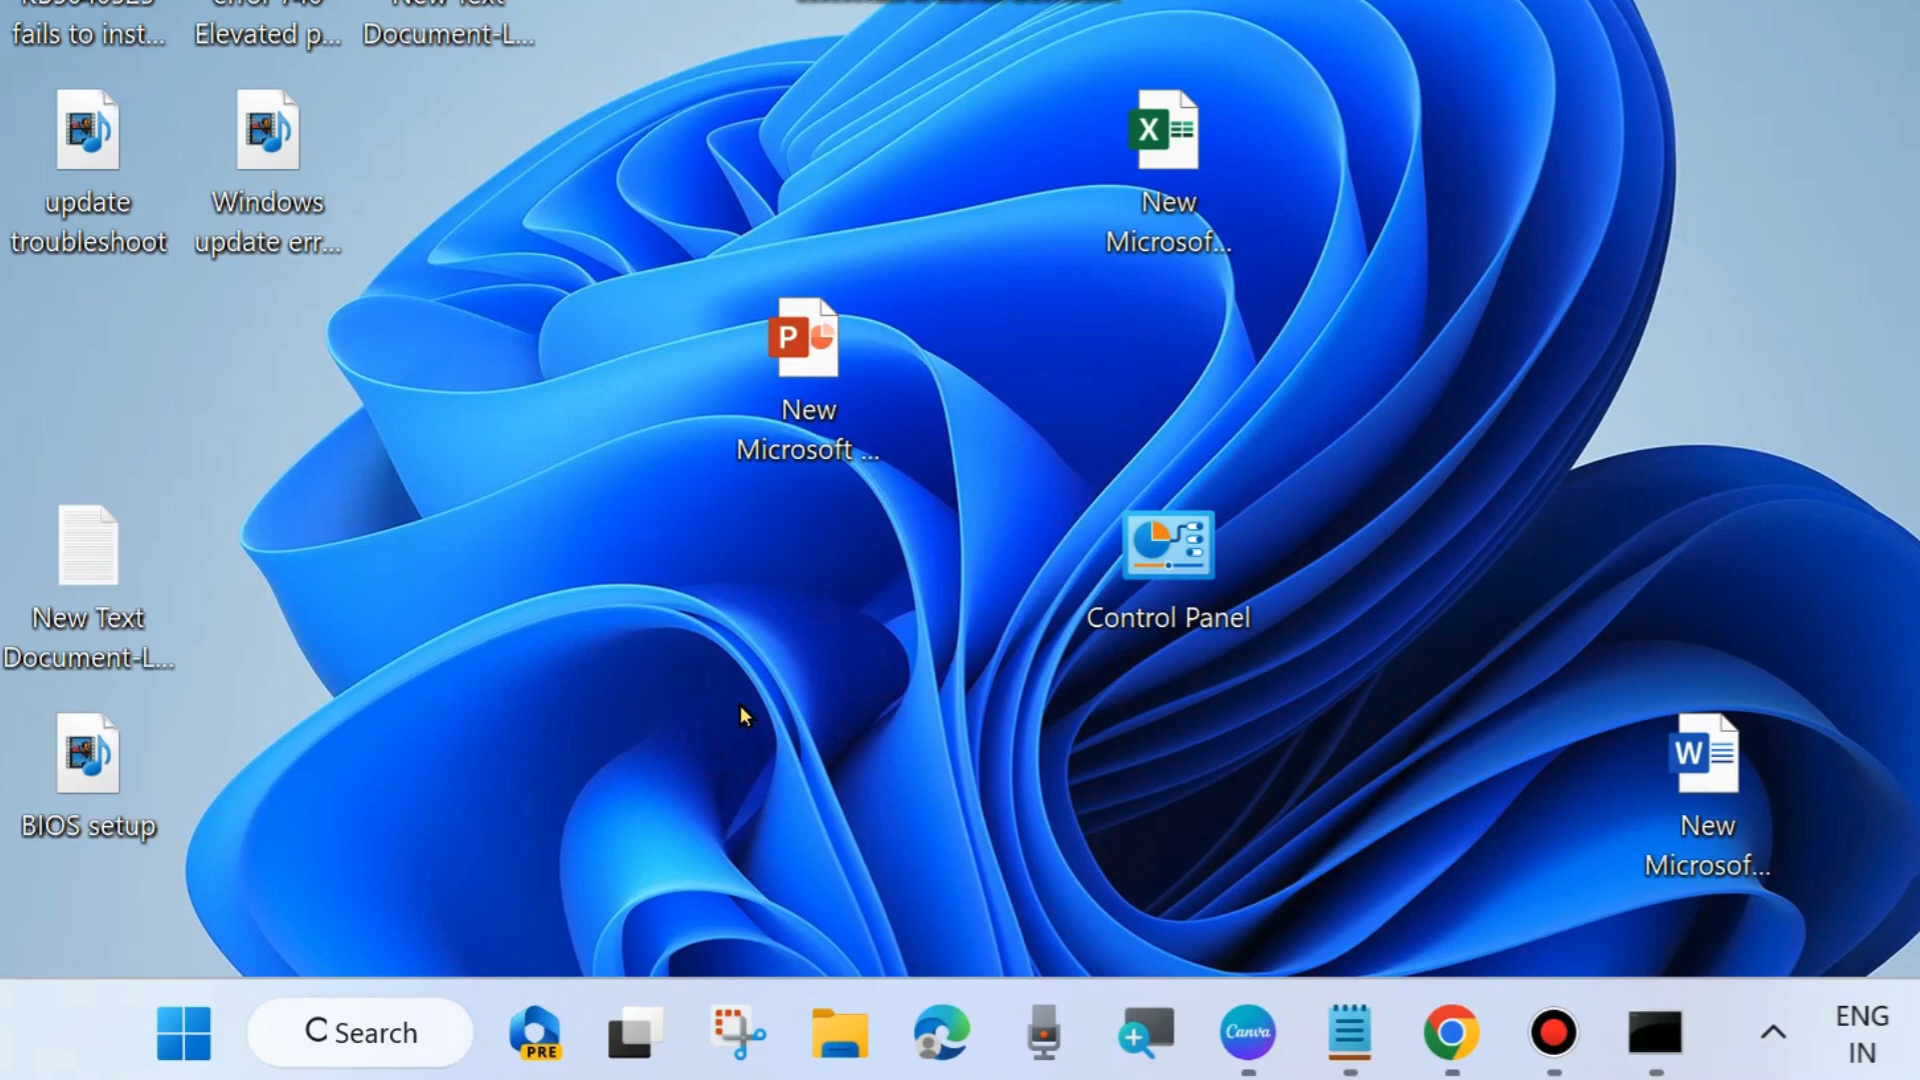 fails to inst...
Elevated p...
Document-L...
update
troubleshoot
Windows
update err...
New
Microsof...
New
Microsoft ...
New Text
Document-L...
Control Panel
BIOS setup
New
Microsof...
Search
PRE
Canva
ENG
IN